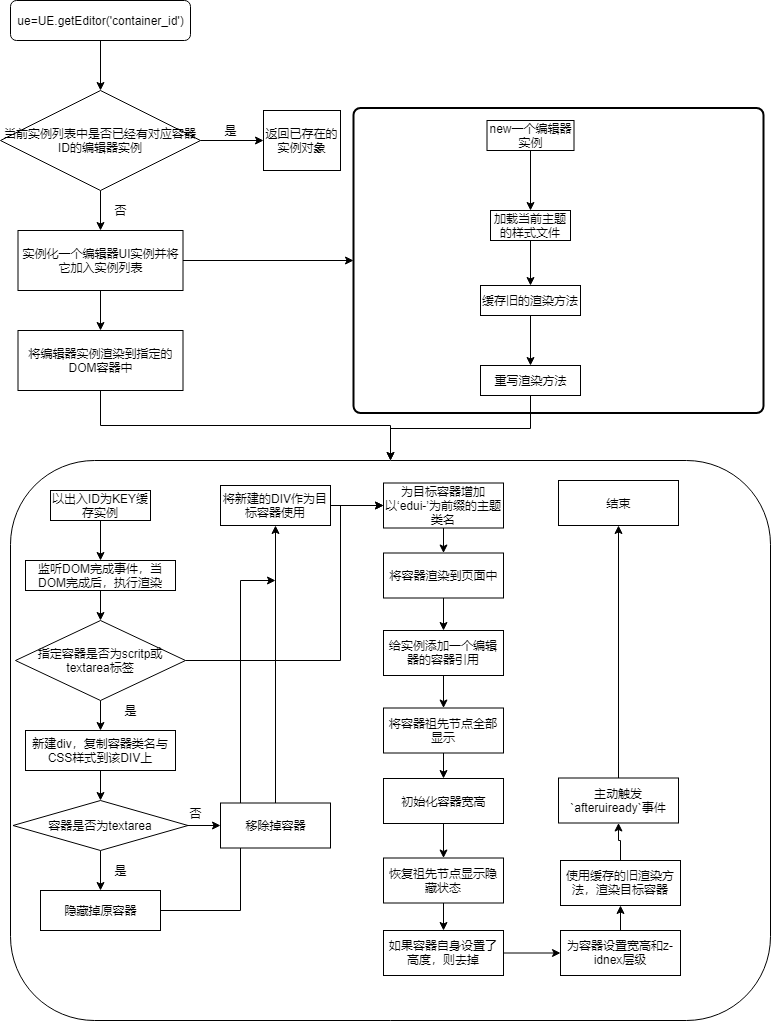 ue=UE.getEditor('container_id')
当前实例列表中是否已经有对应容器
ID的编辑器实例
是
返回已存在的
实例对象
否
实例化一个编辑器UI实例并将
它加入实例列表
将编辑器实例渲染到指定的
DOM容器中
new一个编辑器
实例
加载当前主题
的样式文件
缓存旧的渲染方法
重写渲染方法
以出入ID为KEY缓
存实例
监听DOM完成事件，当
DOM完成后，执行渲染
指定容器是否为scritp或
textarea标签
是
新建div，复制容器类名与
CSS样式到该DIV上
容器是否为textarea
否
是
隐藏掉原容器
移除掉容器
将新建的DIV作为目
标容器使用
为目标容器增加
以'edui-'为前缀的主题
类名
将容器渲染到页面中
给实例添加一个编辑
器的容器引用
将容器祖先节点全部
显示
初始化容器宽高
恢复祖先节点显示隐
藏状态
如果容器自身设置了
高度，则去掉
为容器设置宽高和z-
idnex层级
使用缓存的旧渲染方
法，渲染目标容器
主动触发
`afteruiready`事件
结束